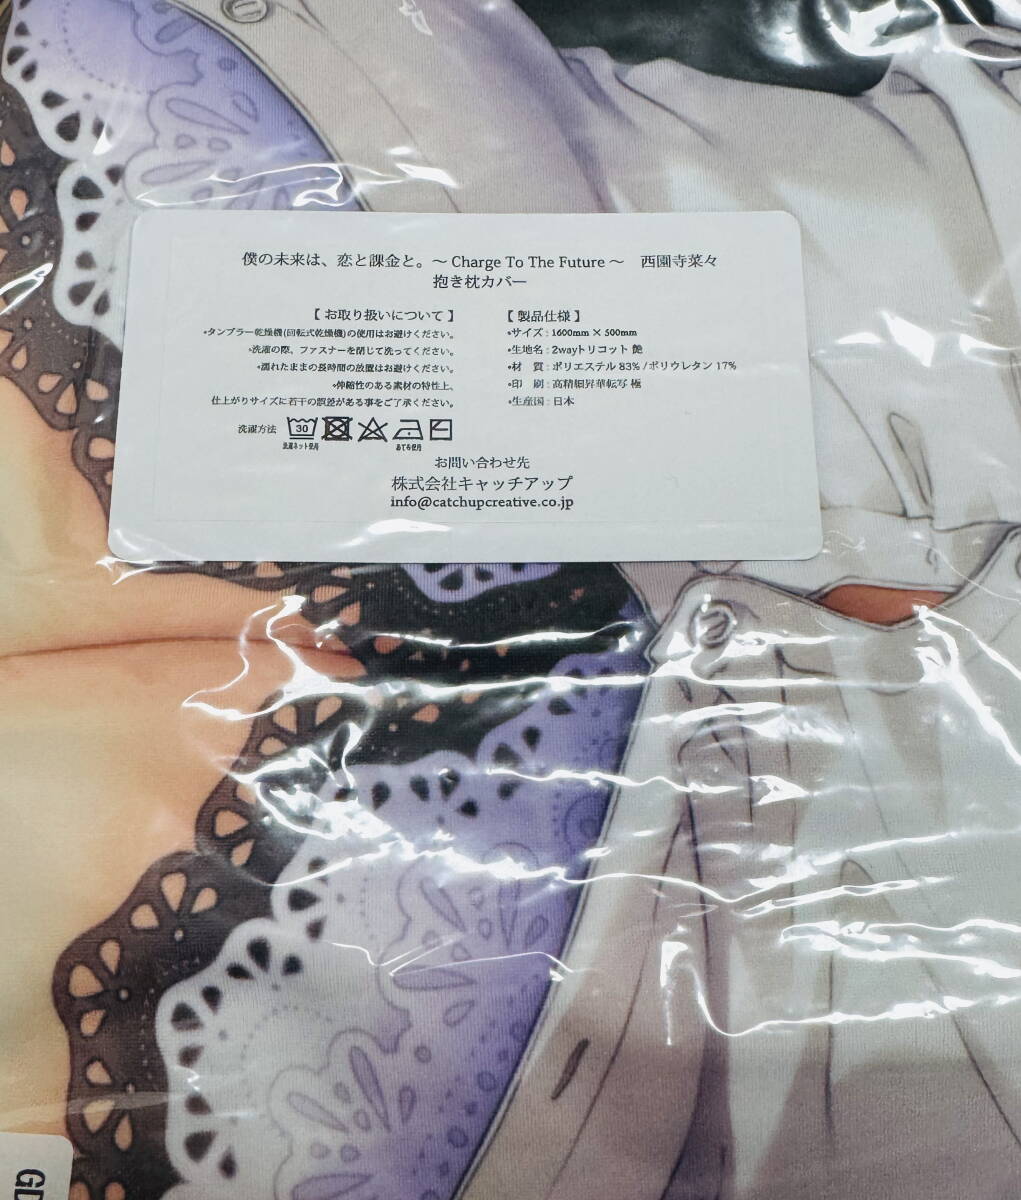 僕の未来は、恋と課金と。～ Charge To The Future ～　西園寺菜々
抱き枕カバー
【 お取り扱いについて 】
•タンブラー乾燥機(回転式乾燥機)の使用はお避けください。
•洗濯の際、ファスナーを閉じて洗ってください。
•濡れたままの長時間の放置はお避けください。
•伸縮性のある素材の特性上、
仕上がりサイズに若干の誤差がある事をご了承ください。
洗濯方法
30
洗濯ネット使用
あて布使用
【 製品仕様 】
•サイズ : 1600mm × 500mm
•生地名 : 2wayトリコット 艶
•材　質 : ポリエステル 83% / ポリウレタン 17%
•印　刷 : 高精細昇華転写 極
•生産国 : 日本
お問い合わせ先
株式会社キャッチアップ
info@catchupcreative.co.jp